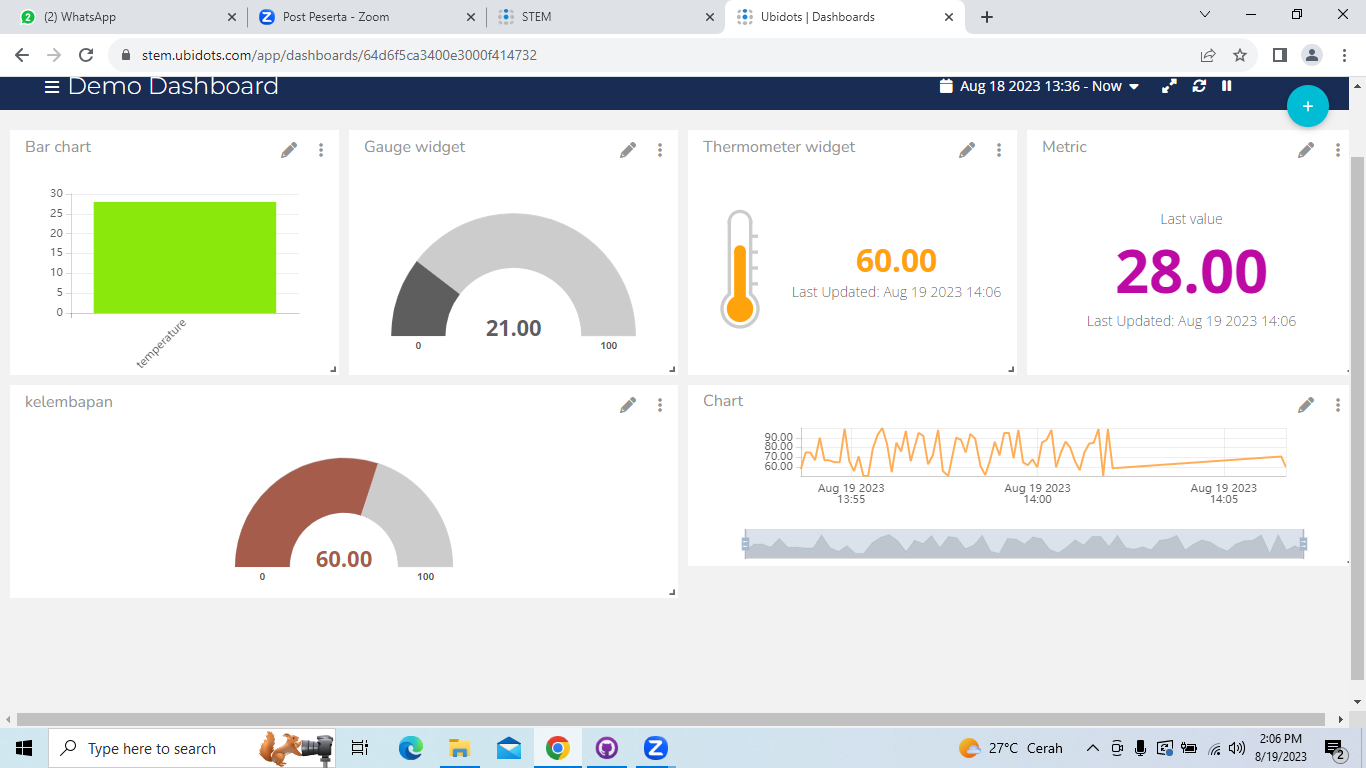 (2) WhatsApp
Post Peserta - Zoom
STEM
Ubidots | Dashboards
stem.ubidots.com/app/dashboards/64d6f5ca3400e3000f414732
Demo Dashboard
Aug 18 2023 13:36 - Now
+
Bar chart
30
25
20
15
10
5
0
temperature
Gauge widget
21.00
0
100
Thermometer widget
60.00
Last Updated: Aug 19 2023 14:06
Metric
Last value
28.00
Last Updated: Aug 19 2023 14:06
kelembapan
60.00
0
100
Chart
90.00
80.00
70.00
60.00
Aug 19 2023
13:55
Aug 19 2023
14:00
Aug 19 2023
14:05
Type here to search
27°C Cerah
2:06 PM
8/19/2023
2